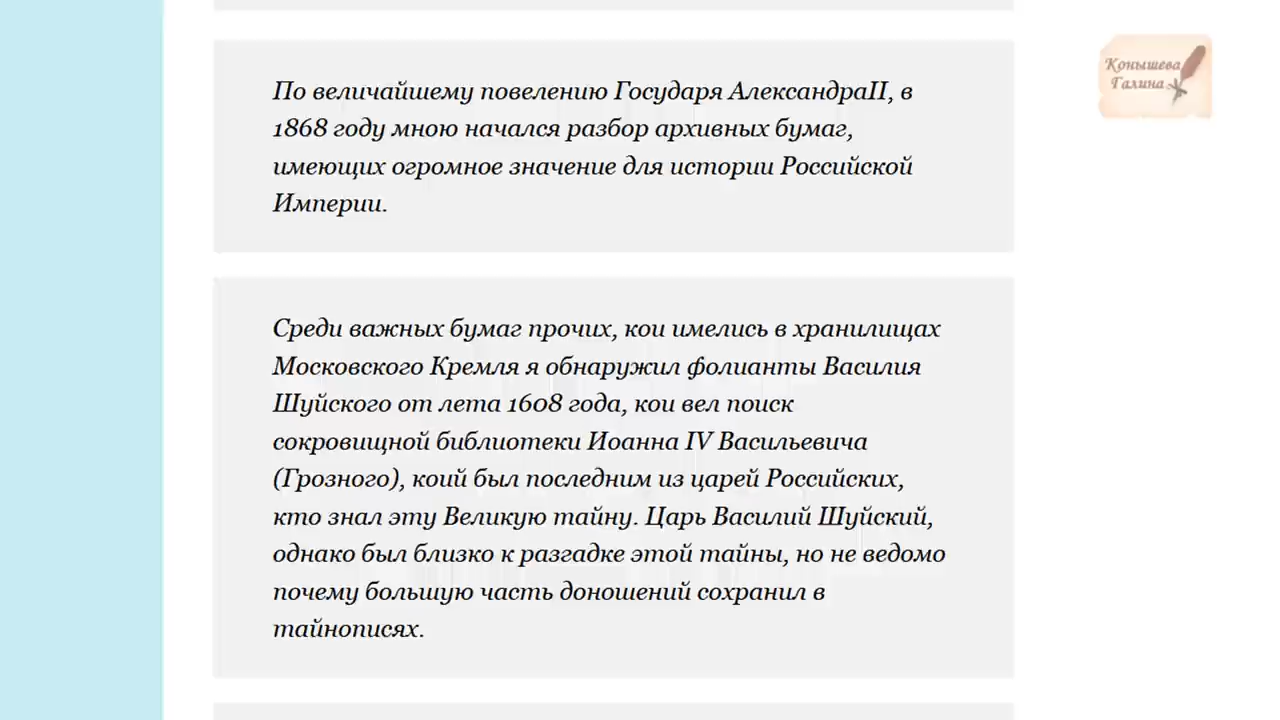 По величайшему повелению Государя АлександраII, в
1868 году мною начался разбор архивных бумаг,
имеющих огромное значение для истории Российской
Империи.
Среди важных бумаг прочих, кои имелись в хранилищах
Московского Кремля я обнаружил фолианты Василия
Шуйского от лета 1608 года, кои вел поиск
сокровищной библиотеки Иоанна IV Васильевича
(Грозного), коий был последним из царей Российских,
кто знал эту Великую тайну. Царь Василий Шуйский,
однако был близко к разгадке этой тайны, но не ведомо
почему большую часть доношений сохранил в
тайнописях.
Конышева
Галина